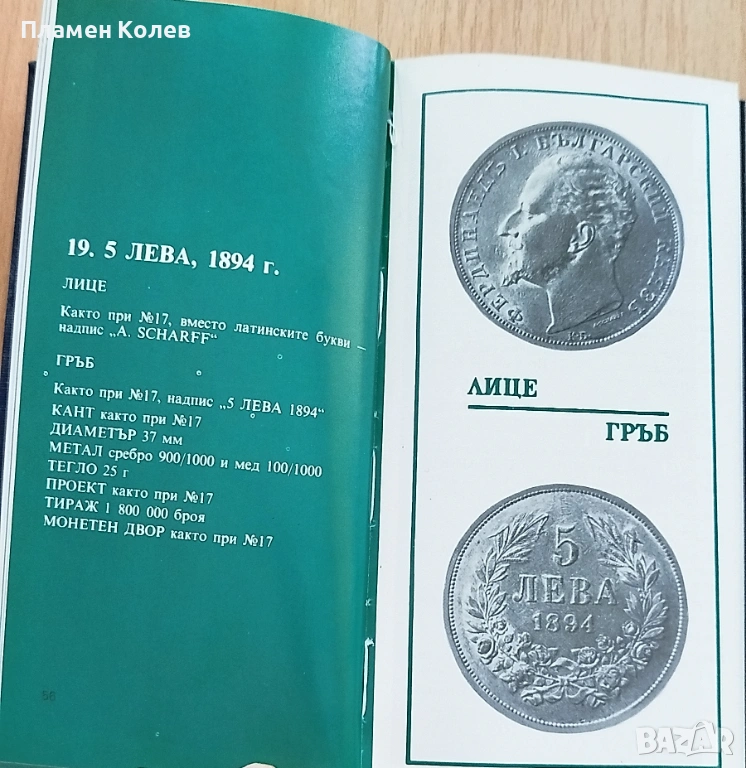 Пламен Колев
19. 5 ЛЕВА, 1894 г.
ЛИЦЕ
Както при №17, вместо латинските букви —
надпис „A. SCHARFF“
ГРЪБ
Както при №17, надпис „5 ЛЕВА 1894“
КАНТ както при №17
ДИАМЕТЪР 37 мм
МЕТАЛ сребро 900/1000 и мед 100/1000
ТЕГЛО 25 г
ПРОЕКТ както при №17
ТИРАЖ 1 800 000 броя
МОНЕТЕН ДВОР както при №17
56
ФЕРДИНАНДЪ I. БЪЛГАРСКИЙ КНЯЗЪ
К.Б.
ЛИЦЕ
ГРЪБ
5
ЛЕВА
1894
BAZAR